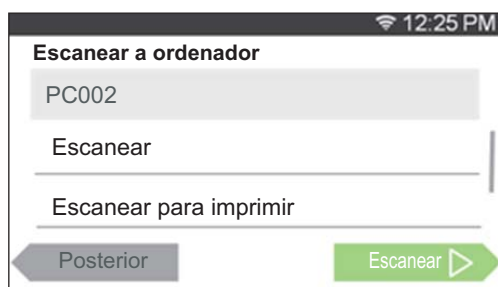 12:25 PM
Escanear a ordenador
PC002
Escanear
Escanear para imprimir
Posterior
Escanear